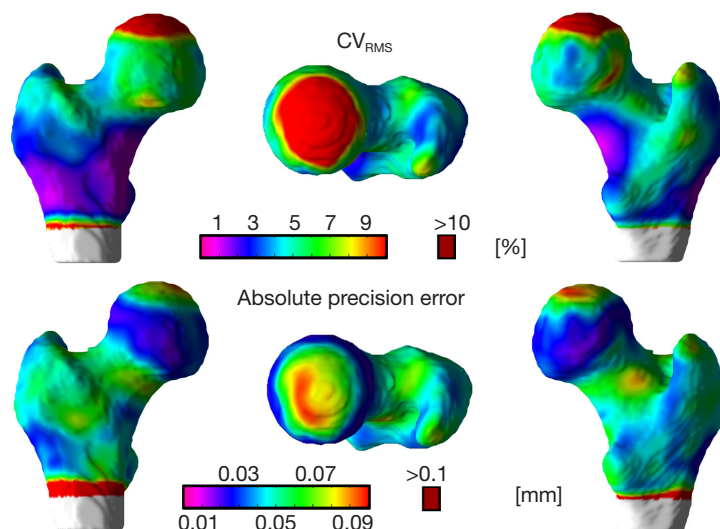 CVRMS
1 3 5 7 9 >10
[%]
Absolute precision error
0.03 0.07 >0.1
[mm]
0.01 0.05 0.09